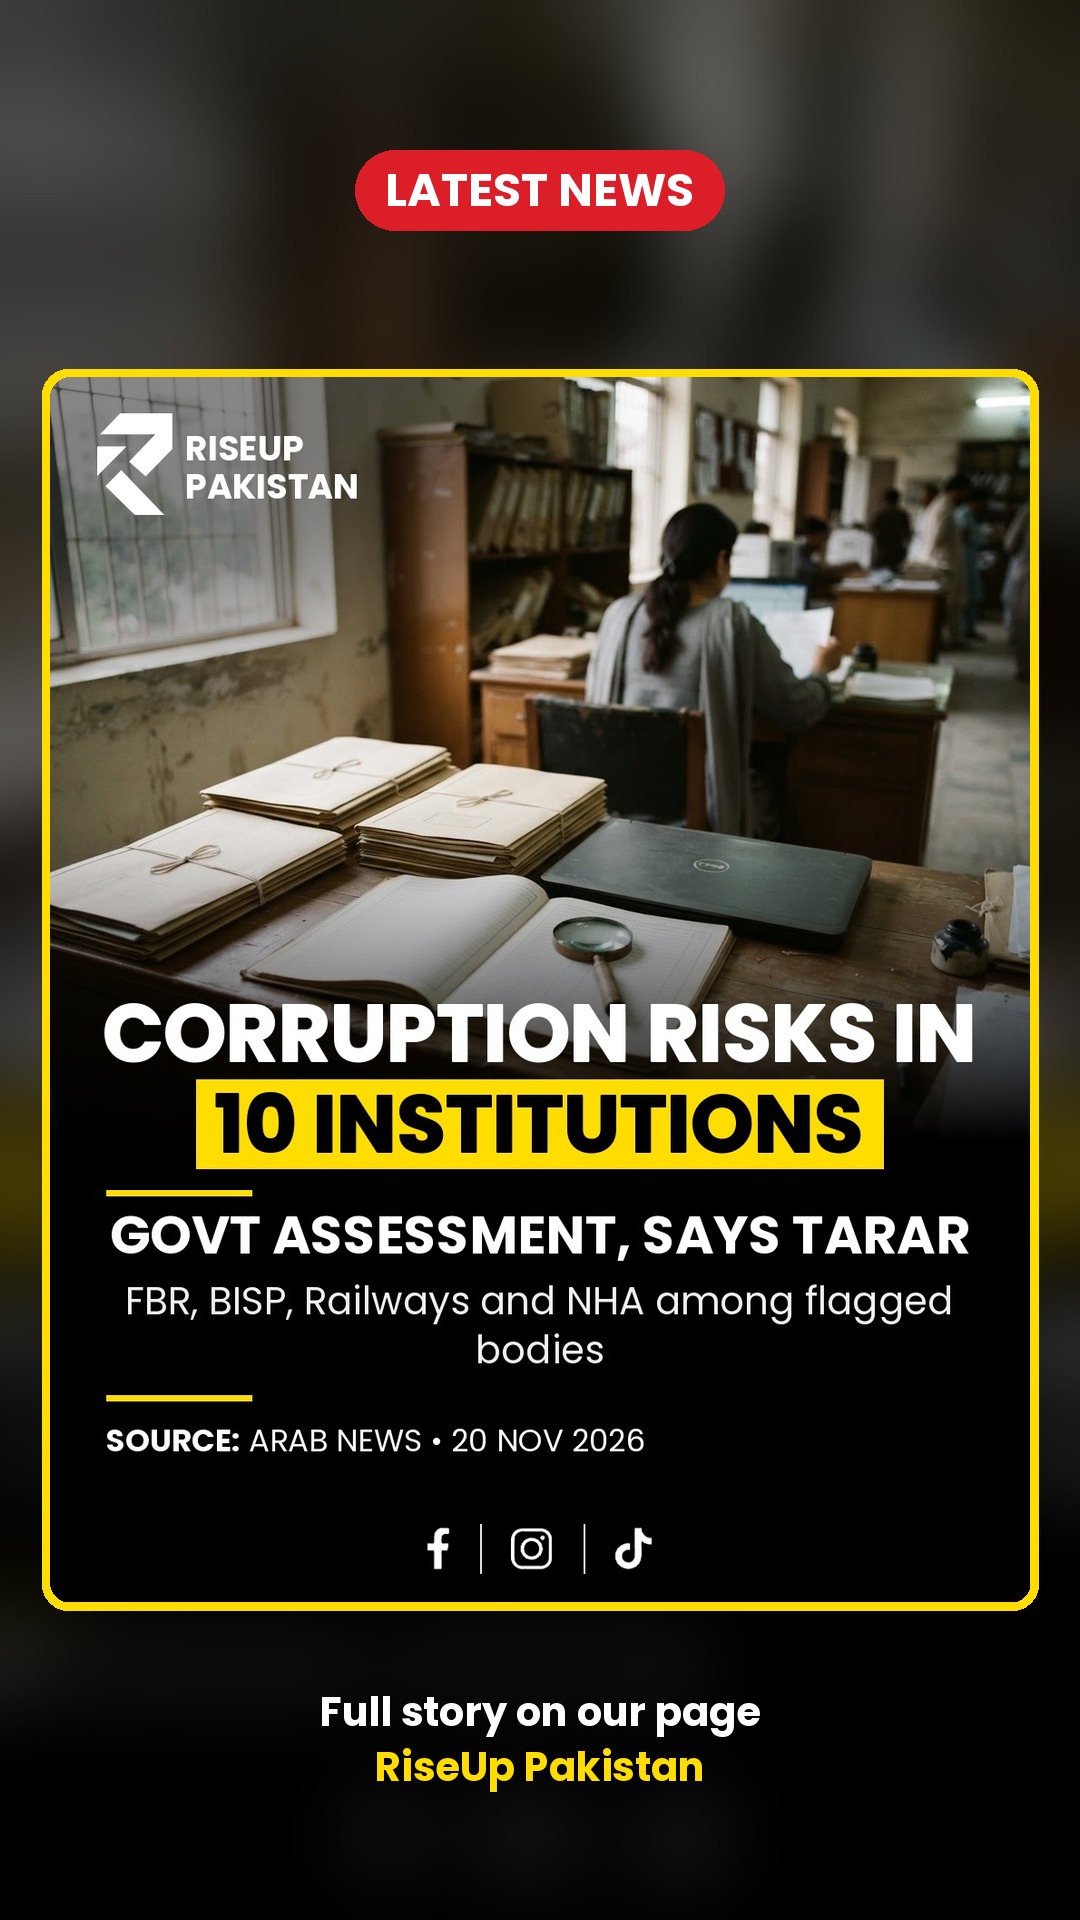 LATEST NEWS
RISEUP
PAKISTAN
CORRUPTION RISKS IN
10 INSTITUTIONS
GOVT ASSESSMENT, SAYS TARAR
FBR, BISP, Railways and NHA among flagged
bodies
SOURCE: ARAB NEWS • 20 NOV 2026
Full story on our page
RiseUp Pakistan